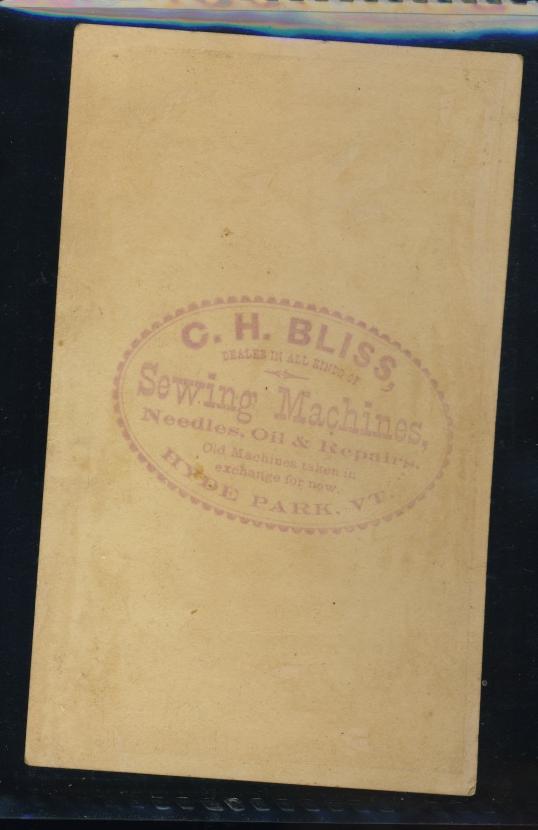 C. H. BLISS,
DEALER IN ALL KINDS OF
Sewing Machines,
Needles, Oil & Repairs.
Old Machines taken in
exchange for new.
HYDE PARK, VT.